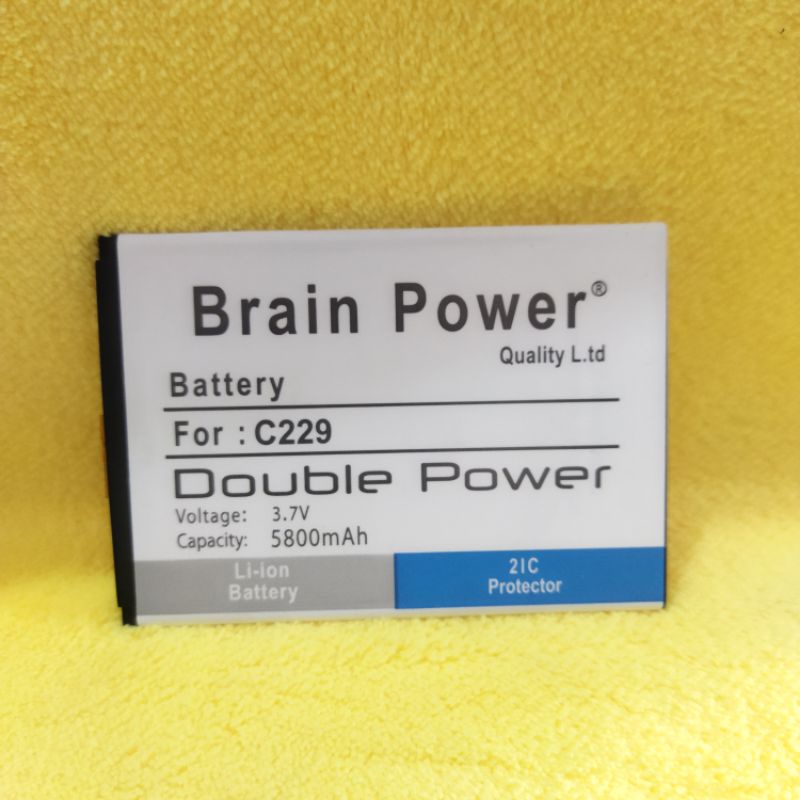 Brain Power®
Quality L.td
Battery
For : C229
Double Power
Voltage: 3.7V
Capacity: 5800mAh
Li-ion
Battery
2IC
Protector